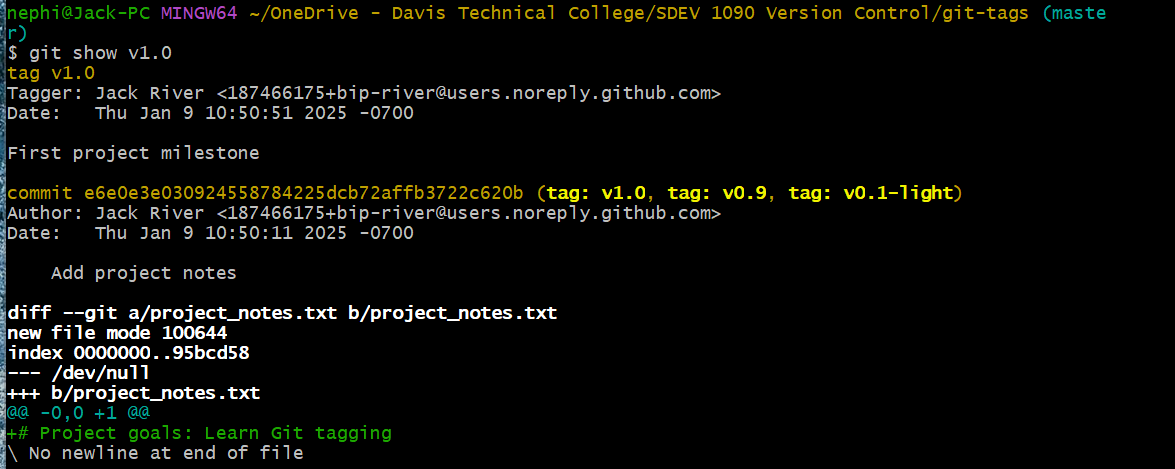 nephi@Jack-PC MINGW64 ~/OneDrive - Davis Technical College/SDEV 1090 Version Control/git-tags (maste
r)
$ git show v1.0
tag v1.0
Tagger: Jack River <187466175+bip-river@users.noreply.github.com>
Date:   Thu Jan 9 10:50:51 2025 -0700

First project milestone

commit e6e0e3e030924558784225dcb72affb3722c620b (tag: v1.0, tag: v0.9, tag: v0.1-light)
Author: Jack River <187466175+bip-river@users.noreply.github.com>
Date:   Thu Jan 9 10:50:11 2025 -0700

    Add project notes

diff --git a/project_notes.txt b/project_notes.txt
new file mode 100644
index 0000000..95bcd58
--- /dev/null
+++ b/project_notes.txt
@@ -0,0 +1 @@
+# Project goals: Learn Git tagging
\ No newline at end of file